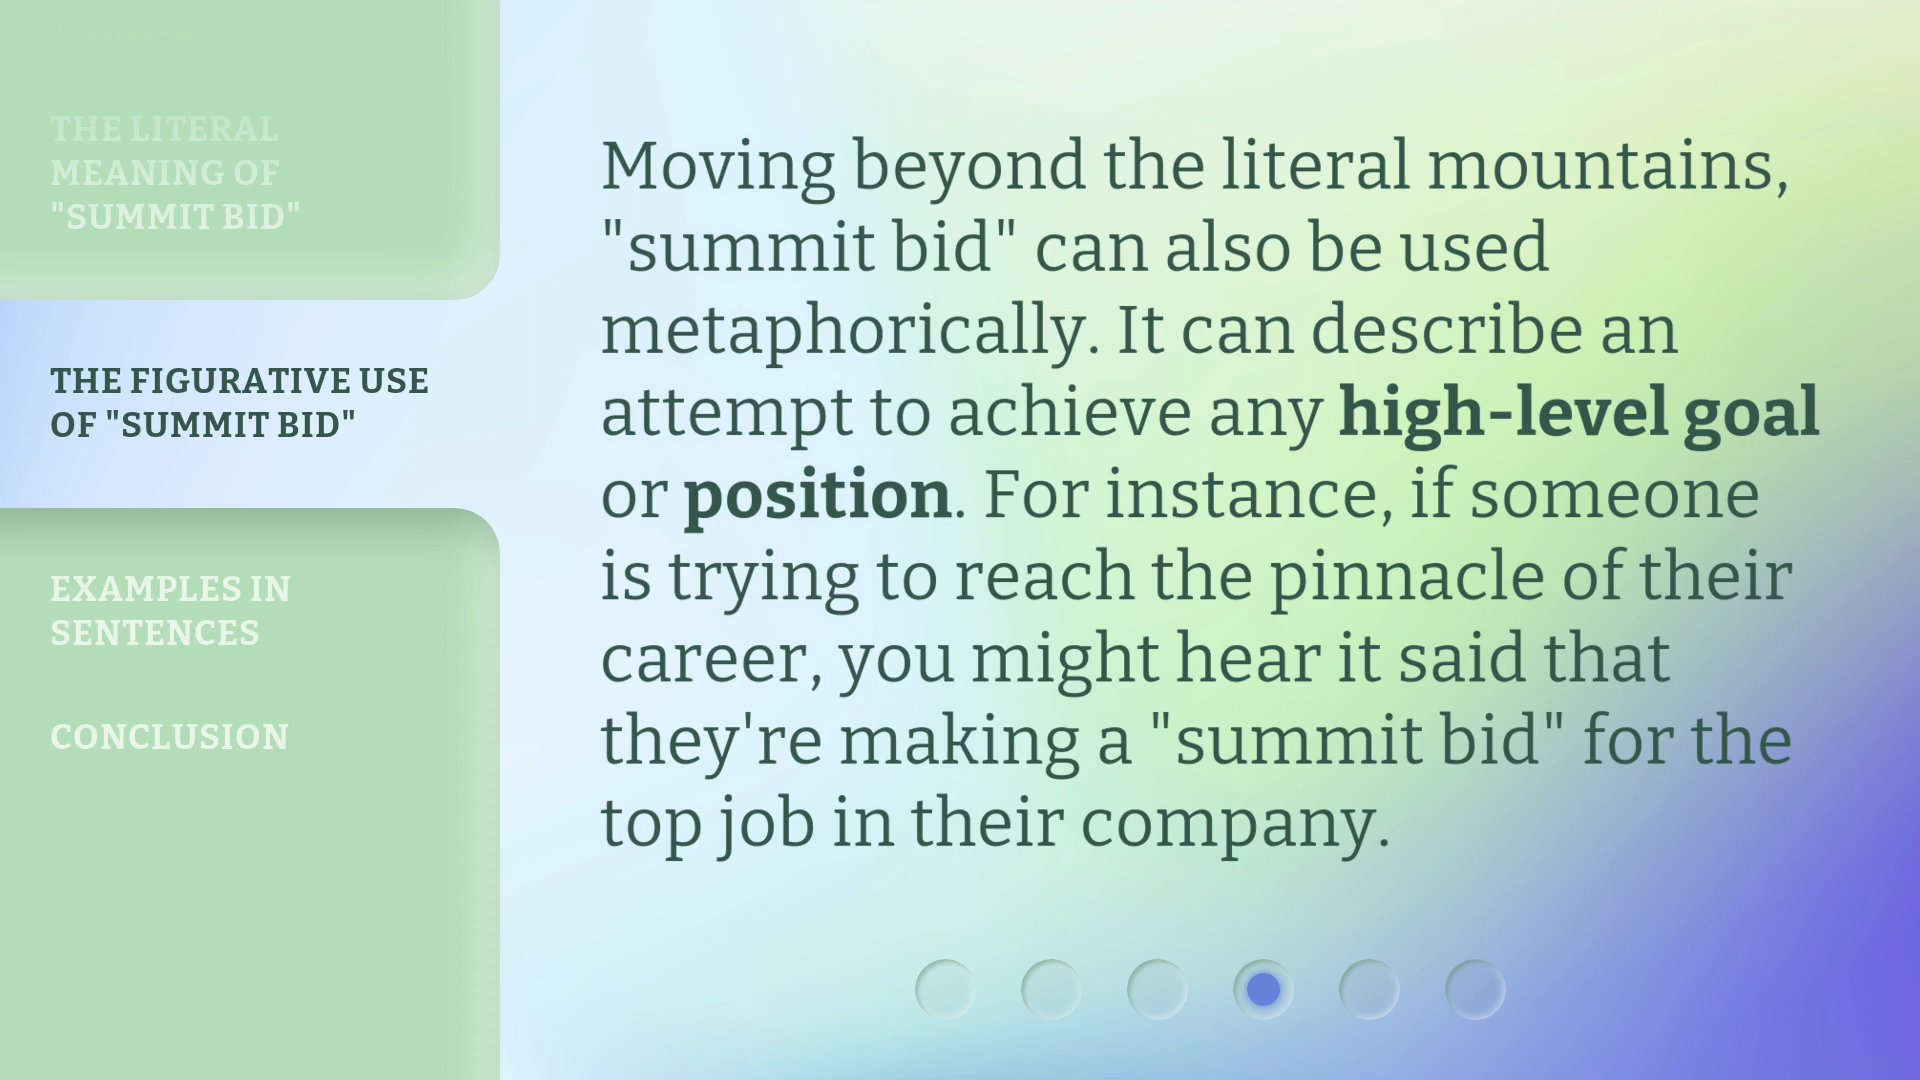 THE LITERAL
MEANING OF
"SUMMIT BID"
THE FIGURATIVE USE
OF "SUMMIT BID"
EXAMPLES IN
SENTENCES
CONCLUSION
Moving beyond the literal mountains,
"summit bid" can also be used
metaphorically. It can describe an
attempt to achieve any high-level goal
or position. For instance, if someone
is trying to reach the pinnacle of their
career, you might hear it said that
they're making a "summit bid" for the
top job in their company.